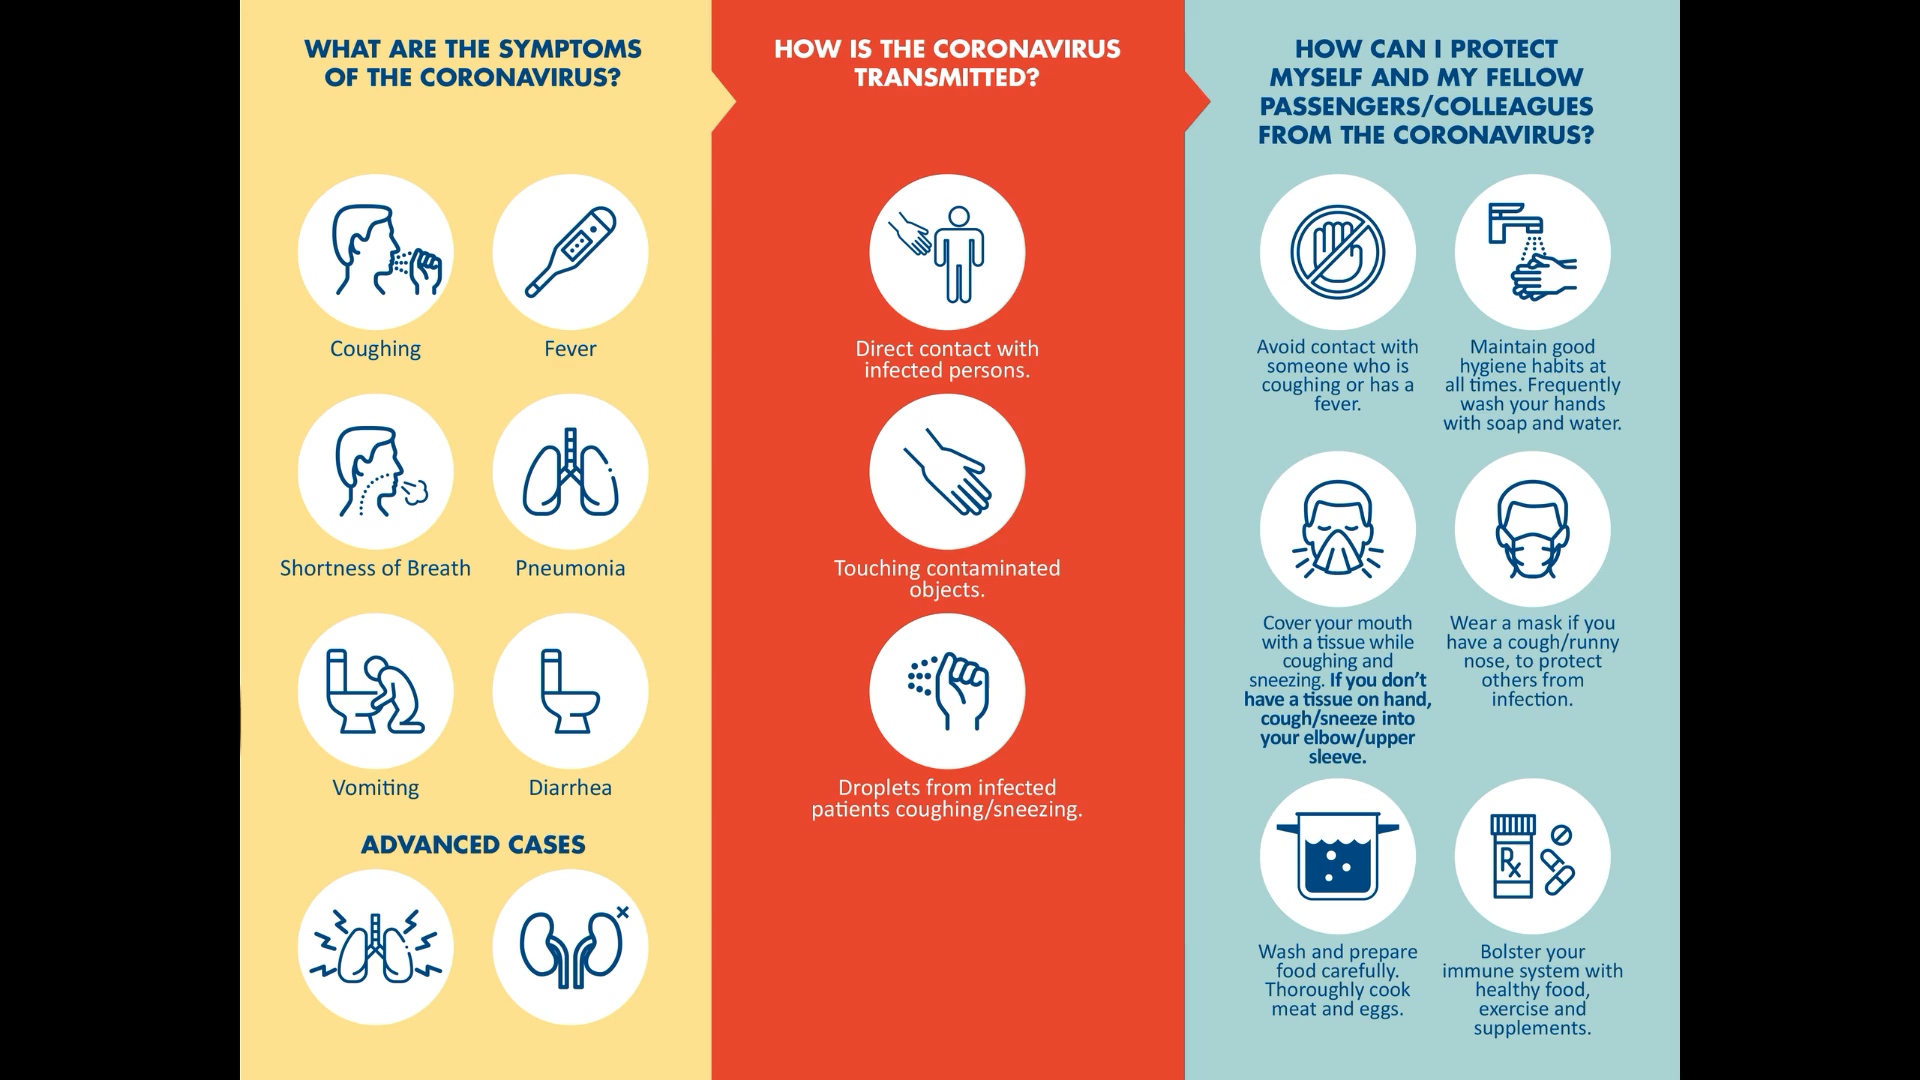 WHAT ARE THE SYMPTOMS
OF THE CORONAVIRUS?
Coughing
Fever
Shortness of Breath
Pneumonia
Vomiting
Diarrhea
ADVANCED CASES
HOW IS THE CORONAVIRUS
TRANSMITTED?
Direct contact with
infected persons.
Touching contaminated
objects.
Droplets from infected
patients coughing/sneezing.
HOW CAN I PROTECT
MYSELF AND MY FELLOW
PASSENGERS/COLLEAGUES
FROM THE CORONAVIRUS?
Avoid contact with
someone who is
coughing or has a
fever.
Maintain good
hygiene habits at
all times. Frequently
wash your hands
with soap and water.
Cover your mouth
with a tissue while
coughing and
sneezing. If you don't
have a tissue on hand,
cough/sneeze into
your elbow/upper
sleeve.
Wear a mask if you
have a cough/runny
nose, to protect
others from
infection.
Wash and prepare
food carefully.
Thoroughly cook
meat and eggs.
Rx
Bolster your
immune system with
healthy food,
exercise and
supplements.